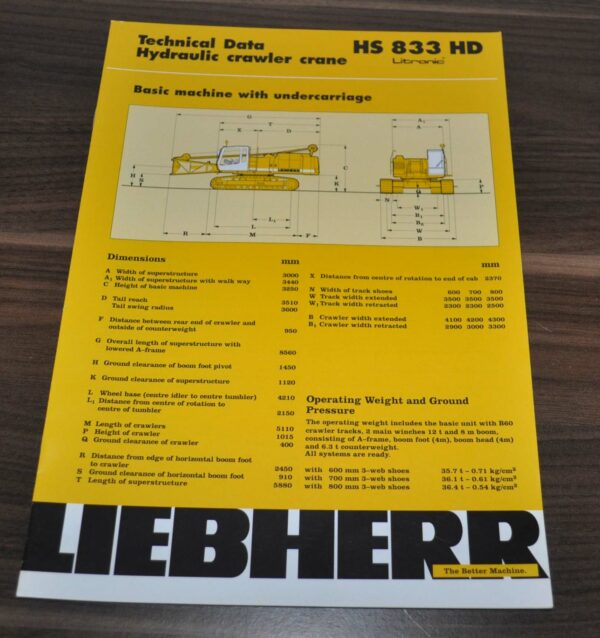 Technical Data
Hydraulic crawler crane
HS 833 HD
Litronic
Basic machine with undercarriage
G
T
X D
H S
C
K
L₁
L
R M F
A₁
A
P
N
W₁
B₁
B₂
W
B
Dimensions mm
A Width of superstructure 3000
A₁ Width of superstructure with walk way 3440
C Height of basic machine 3250
D Tail reach 3510
Tail swing radius 3600
F Distance between rear end of crawler and
outside of counterweight 950
G Overall length of superstructure with
lowered A-frame 8560
H Ground clearance of boom foot pivot 1450
K Ground clearance of superstructure 1120
L Wheel base (centre idler to centre tumbler) 4210
L₁ Distance from centre of rotation to
centre of tumbler 2150
M Length of crawlers 5110
P Height of crawler 1015
Q Ground clearance of crawler 400
R Distance from edge of horizontal boom foot
to crawler 2450
S Ground clearance of horizontal boom foot 910
T Length of superstructure 5880
mm
X Distance from centre of rotation to end of cab 2370
N Width of track shoes 600 700 800
W Track width extended 3500 3500 3500
W₁ Track width retracted 2300 2300 2500
B Crawler width extended 4100 4200 4300
B₁ Crawler width retracted 2900 3000 3300
Operating Weight and Ground
Pressure
The operating weight includes the basic unit with B60
crawler tracks, 2 main winches 12 t and 8 m boom,
consisting of A-frame, boom foot (4m), boom head (4m)
and 6.3 t counterweight.
All systems are ready.
with 600 mm 3-web shoes 35.7 t – 0.71 kg/cm²
with 700 mm 3-web shoes 36.1 t – 0.61 kg/cm²
with 800 mm 3-web shoes 36.4 t – 0.54 kg/cm²
LIEBHERR
The Better Machine.